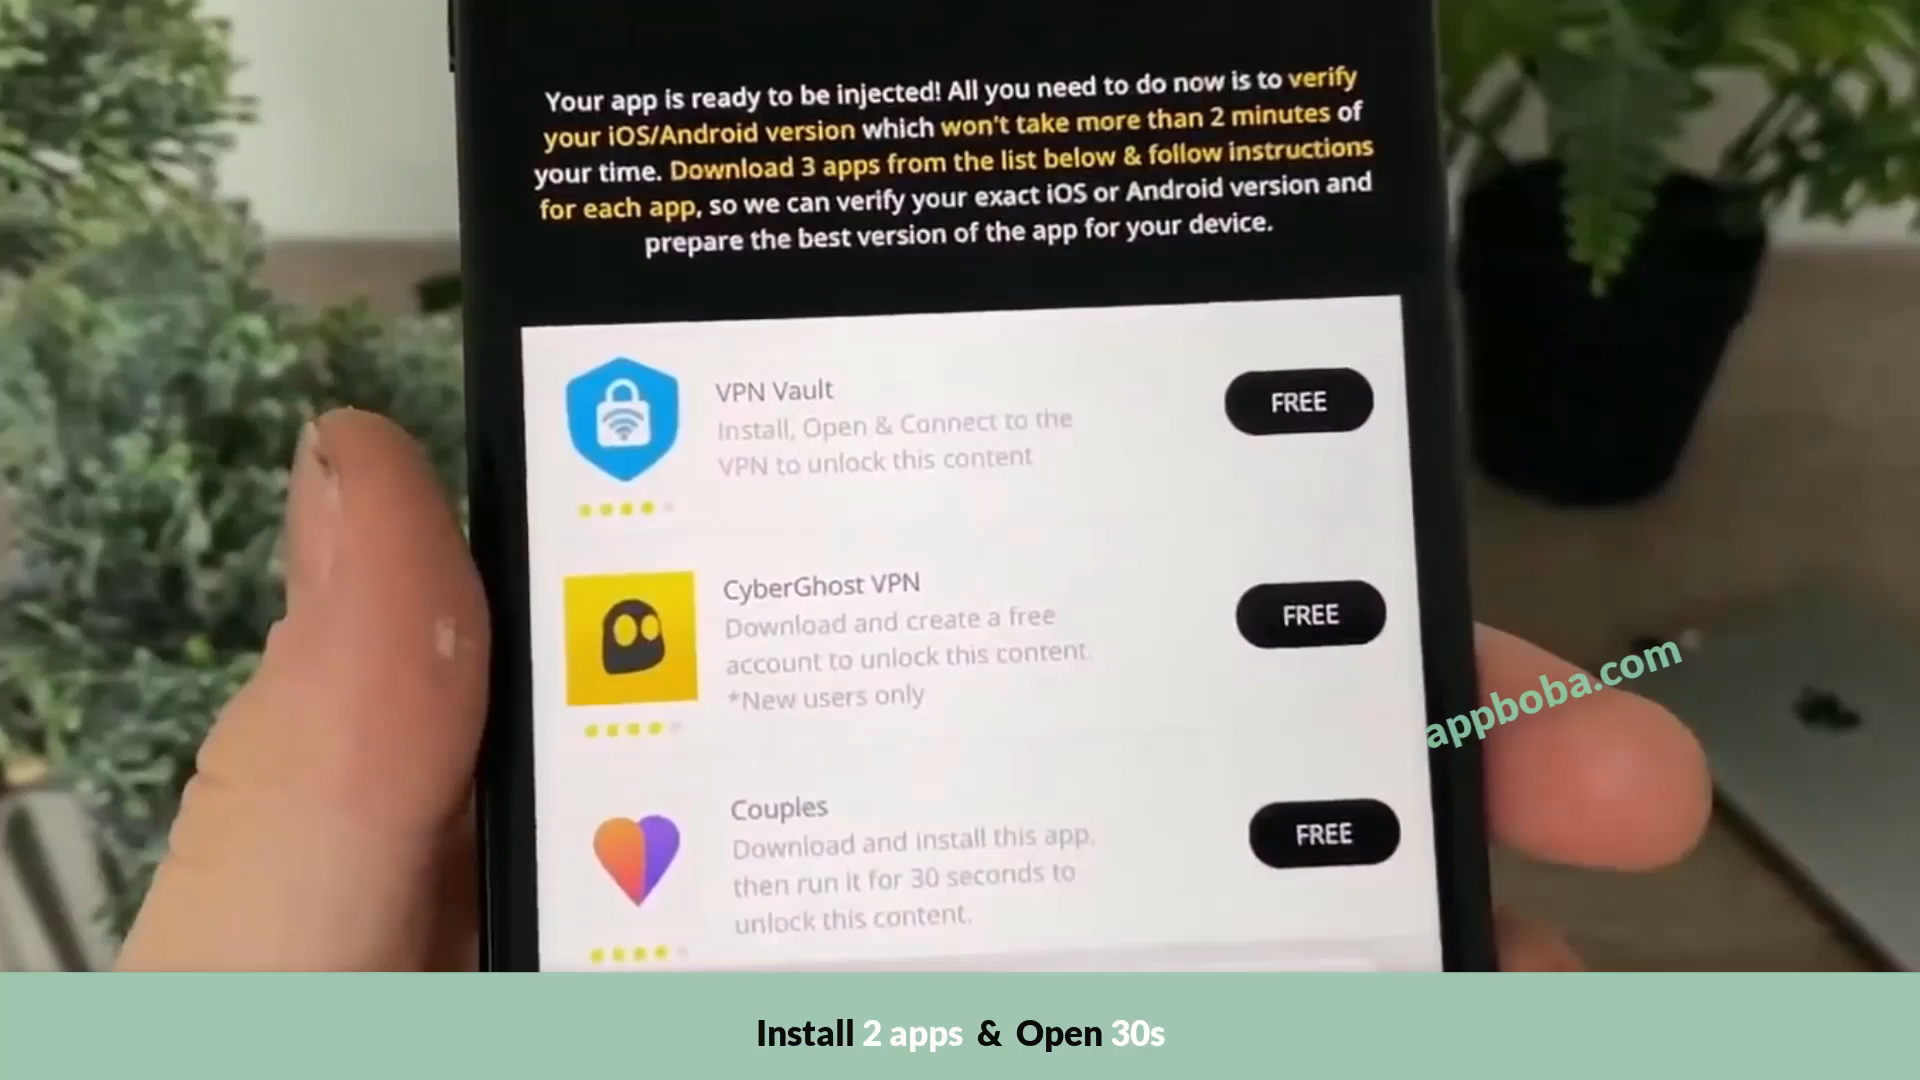 Your app is ready to be injected! All you need to do now is to verify
your iOS/Android version which won't take more than 2 minutes of
your time. Download 3 apps from the list below & follow instructions
for each app, so we can verify your exact iOS or Android version and
prepare the best version of the app for your device.
VPN Vault
Install, Open & Connect to the
VPN to unlock this content
FREE
CyberGhost VPN
Download and create a free
account to unlock this content.
*New users only
FREE
appboba.com
Couples
Download and install this app,
then run it for 30 seconds to
unlock this content.
FREE
Install 2 apps & Open 30s